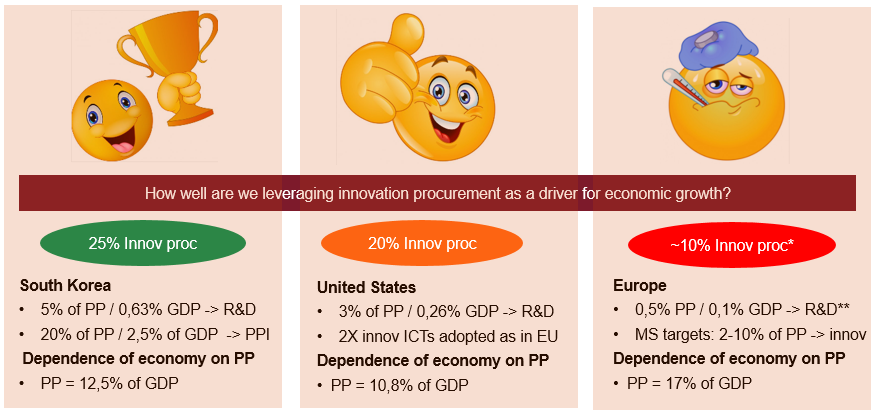 How well are we leveraging innovation procurement as a driver for economic growth?
25% Innov proc
South Korea
• 5% of PP / 0,63% GDP -> R&D
• 20% of PP / 2,5% of GDP -> PPI
Dependence of economy on PP
• PP = 12,5% of GDP
20% Innov proc
United States
• 3% of PP / 0,26% GDP -> R&D
• 2X innov ICTs adopted as in EU
Dependence of economy on PP
• PP = 10,8% of GDP
~10% Innov proc*
Europe
• 0,5% PP / 0,1% GDP -> R&D**
• MS targets: 2-10% of PP -> innov
Dependence of economy on PP
• PP = 17% of GDP